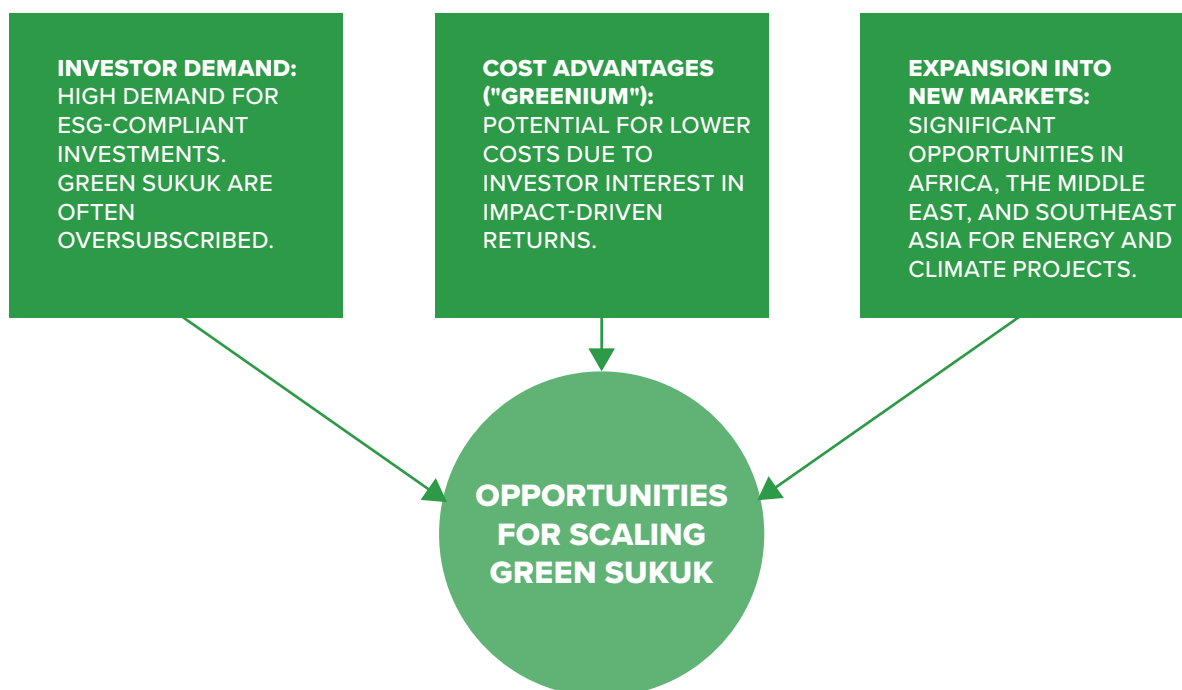 INVESTOR DEMAND:
HIGH DEMAND FOR
ESG-COMPLIANT
INVESTMENTS.
GREEN SUKUK ARE
OFTEN
OVERSUBSCRIBED.
COST ADVANTAGES
("GREENIUM"):
POTENTIAL FOR LOWER
COSTS DUE TO
INVESTOR INTEREST IN
IMPACT-DRIVEN
RETURNS.
EXPANSION INTO
NEW MARKETS:
SIGNIFICANT
OPPORTUNITIES IN
AFRICA, THE MIDDLE
EAST, AND SOUTHEAST
ASIA FOR ENERGY AND
CLIMATE PROJECTS.
OPPORTUNITIES
FOR SCALING
GREEN SUKUK